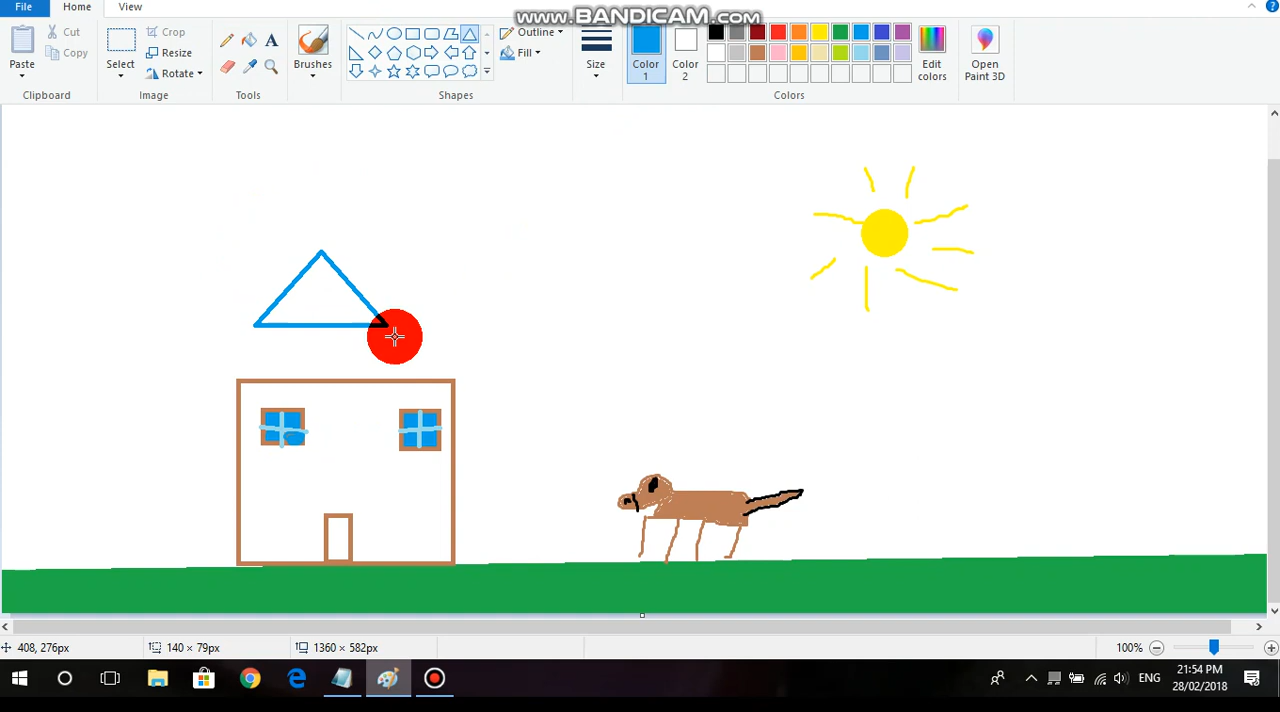 www.BANDICAM.com
File Home View
Paste
Cut
Copy
Clipboard
Select
Crop
Resize
Rotate
Image
A
Tools
Brushes
Shapes
Outline
Fill
Size
Color 1
Color 2
Colors
Edit colors
Open Paint 3D
408, 276px 140 × 79px 1360 × 582px 100%
ENG
21:54 PM
28/02/2018